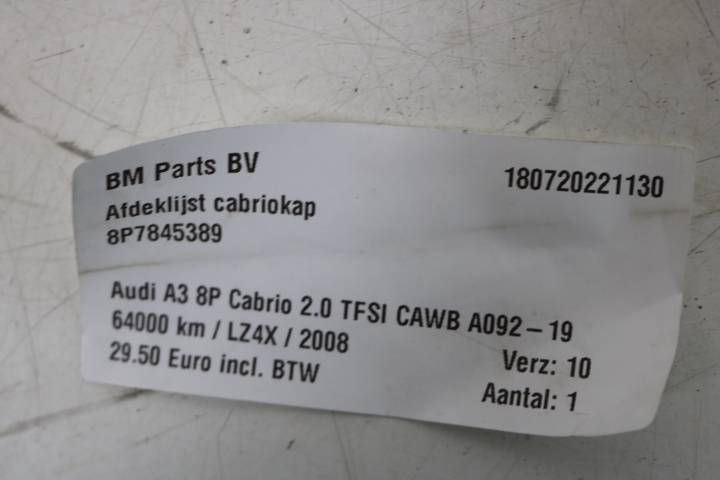 BM Parts BV 180720221130
Afdeklijst cabriokap
8P7845389
Audi A3 8P Cabrio 2.0 TFSI CAWB A092-19
64000 km / LZ4X / 2008 Verz: 10
29.50 Euro incl. BTW Aantal: 1